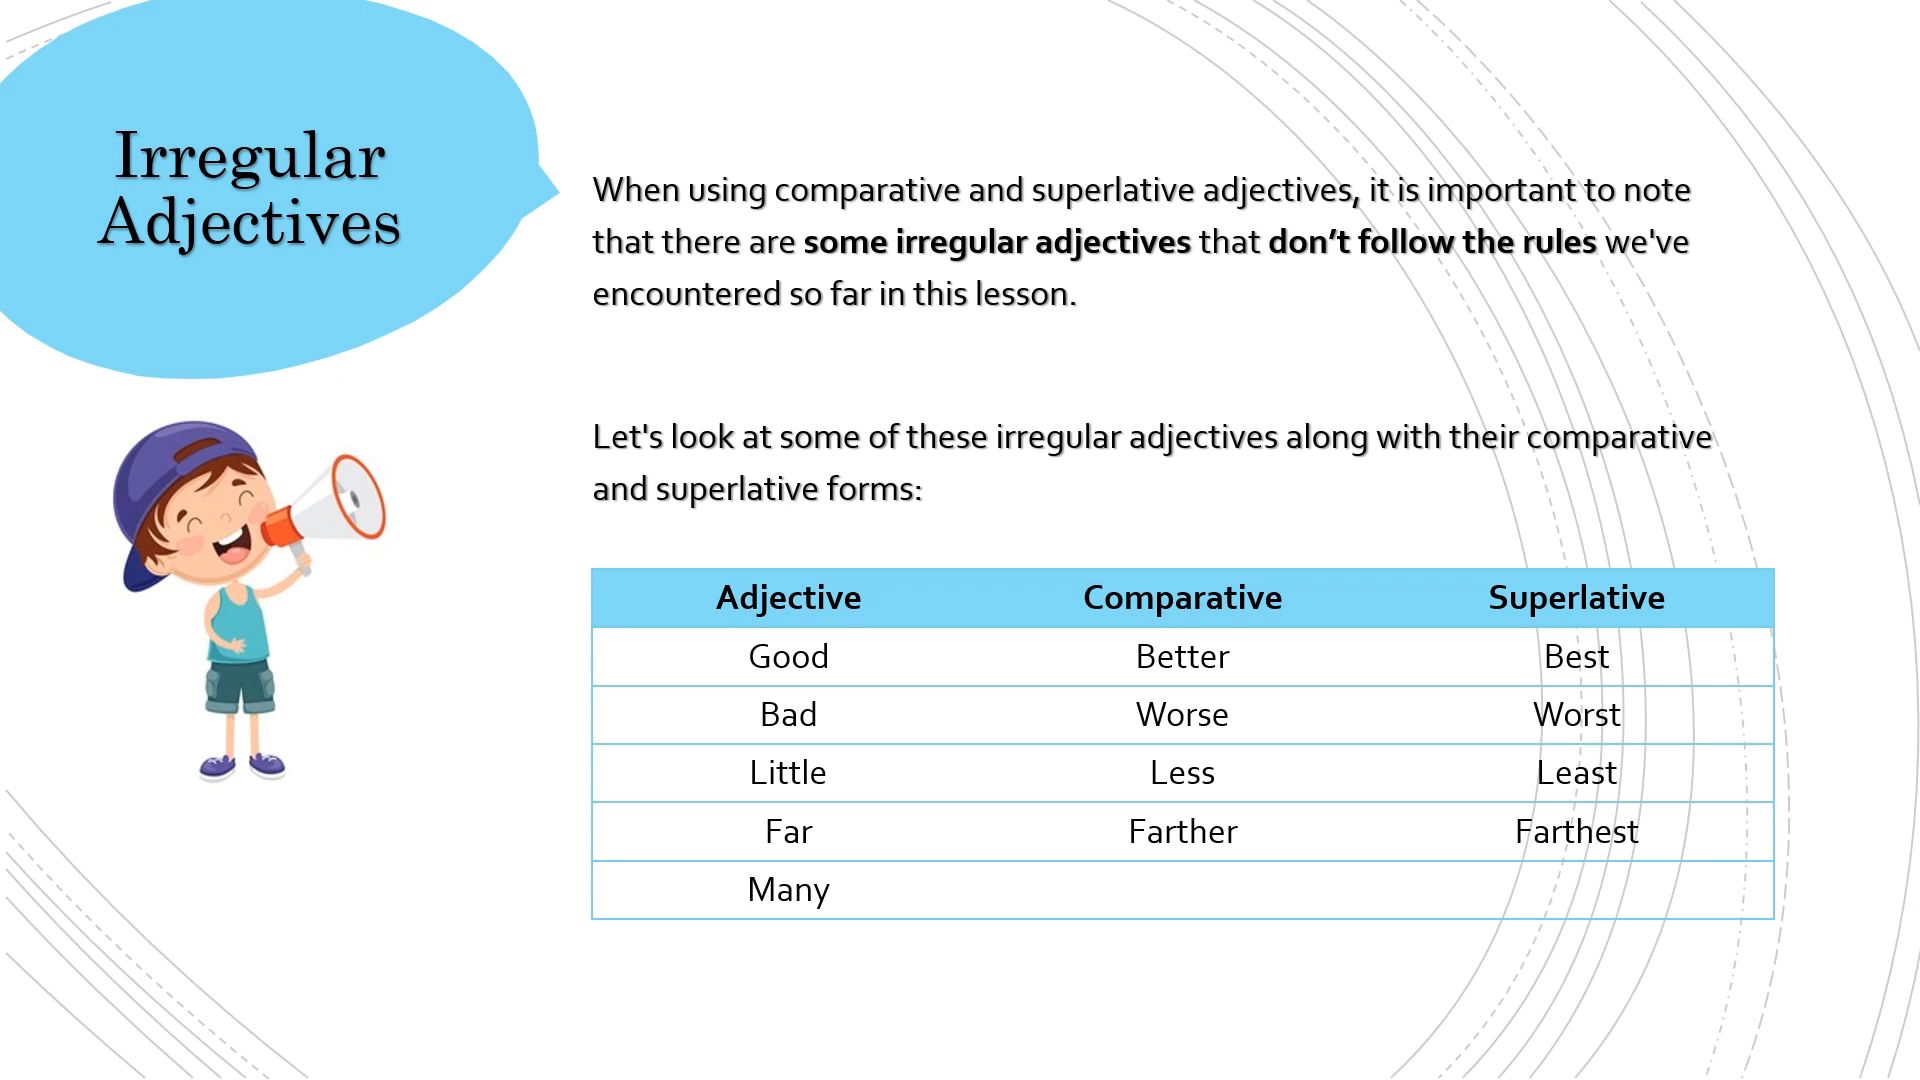 Irregular
Adjectives
When using comparative and superlative adjectives, it is important to note
that there are some irregular adjectives that don’t follow the rules we've
encountered so far in this lesson.
Let's look at some of these irregular adjectives along with their comparative
and superlative forms:
Adjective Comparative Superlative
Good Better Best
Bad Worse Worst
Little Less Least
Far Farther Farthest
Many